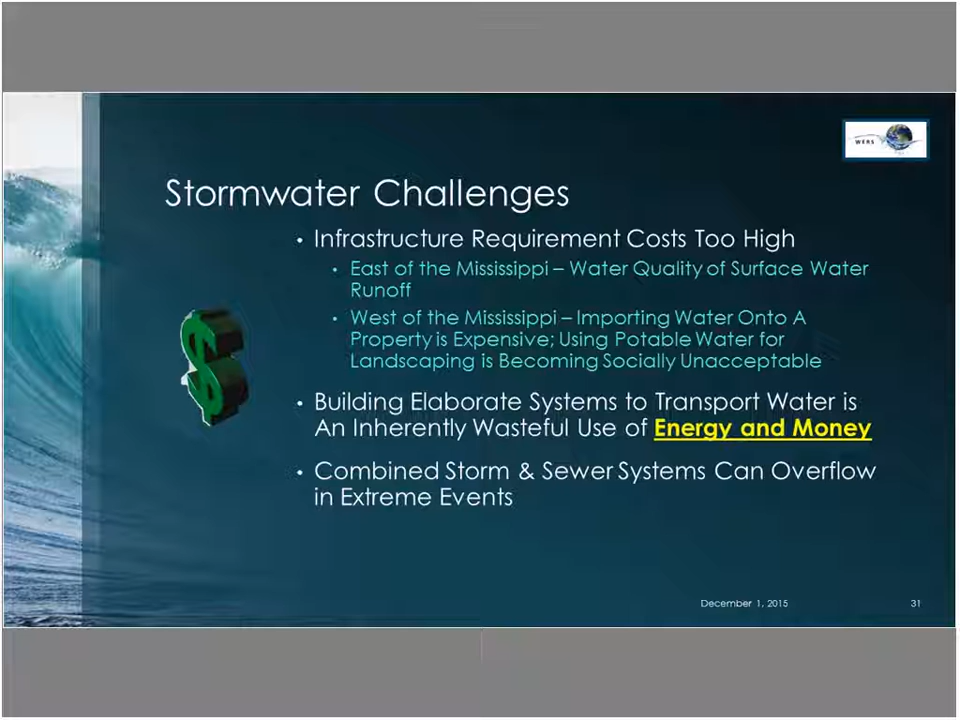 WERS
Stormwater Challenges
• Infrastructure Requirement Costs Too High
• East of the Mississippi – Water Quality of Surface Water
Runoff
• West of the Mississippi – Importing Water Onto A
Property is Expensive; Using Potable Water for
Landscaping is Becoming Socially Unacceptable
• Building Elaborate Systems to Transport Water is
An Inherently Wasteful Use of Energy and Money
• Combined Storm & Sewer Systems Can Overflow
in Extreme Events
December 1, 2015 31